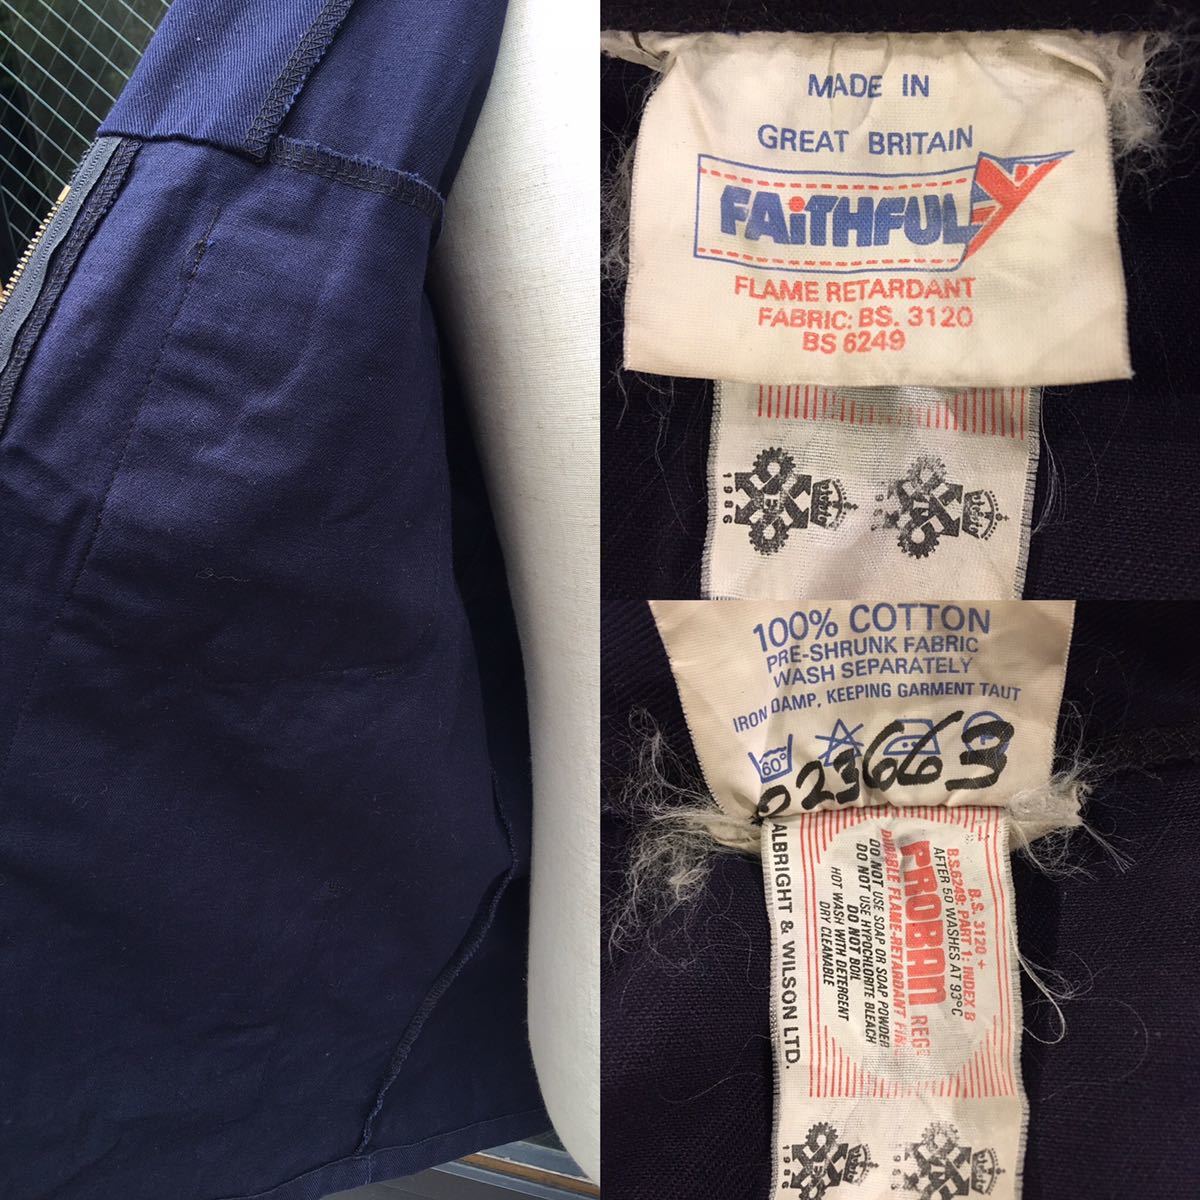 MADE IN
GREAT BRITAIN
FAiTHFUL
FLAME RETARDANT
FABRIC: BS. 3120
BS 6249
1986
100% COTTON
PRE-SHRUNK FABRIC
WASH SEPARATELY
IRON DAMP, KEEPING GARMENT TAUT
60°
023663
B.S. 3120 +
B.S.6249: PART 1: INDEX B
AFTER 50 WASHES AT 93°C
PROBAN REGD
DURABLE FLAME-RETARDANT
DO NOT USE SOAP OR SOAP POWDER
DO NOT USE HYPOCHLORITE BLEACH
DO NOT BOIL
HOT WASH WITH DETERGENT
DRY CLEANABLE
ALBRIGHT & WILSON LTD.
1986